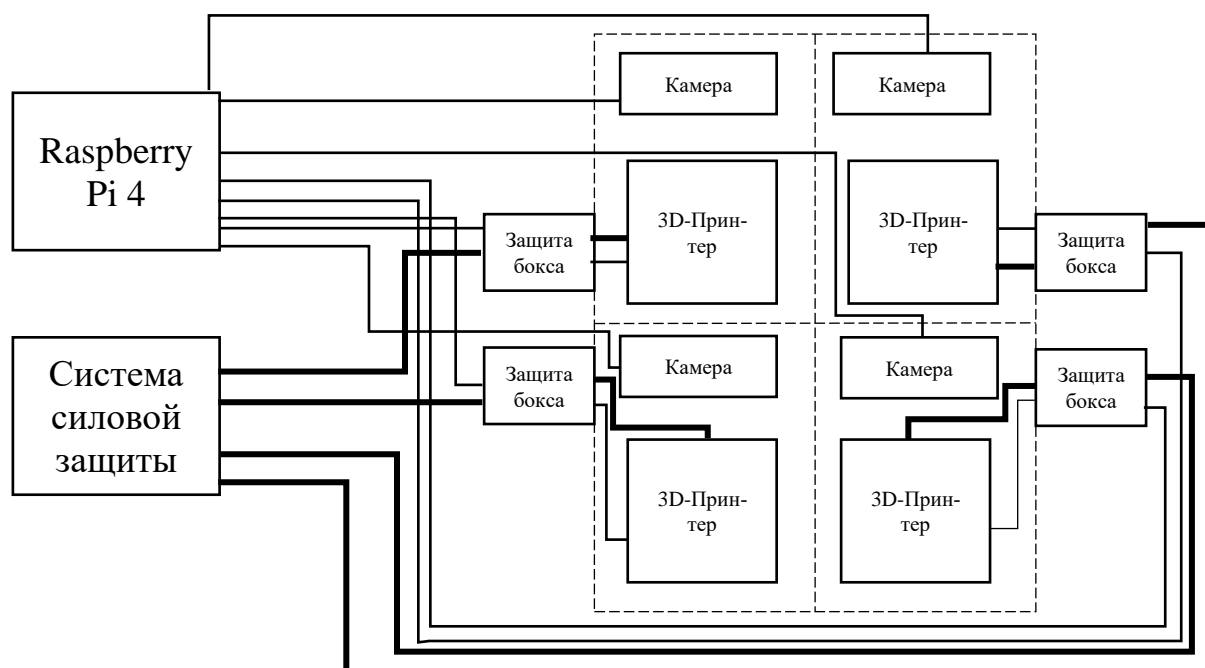 Камера
Камера
Raspberry
Pi 4
3D-Прин-
тер
3D-Прин-
тер
Защита
бокса
Защита
бокса
Система
силовой
защиты
Защита
бокса
Камера
Камера
Защита
бокса
3D-Прин-
тер
3D-Прин-
тер